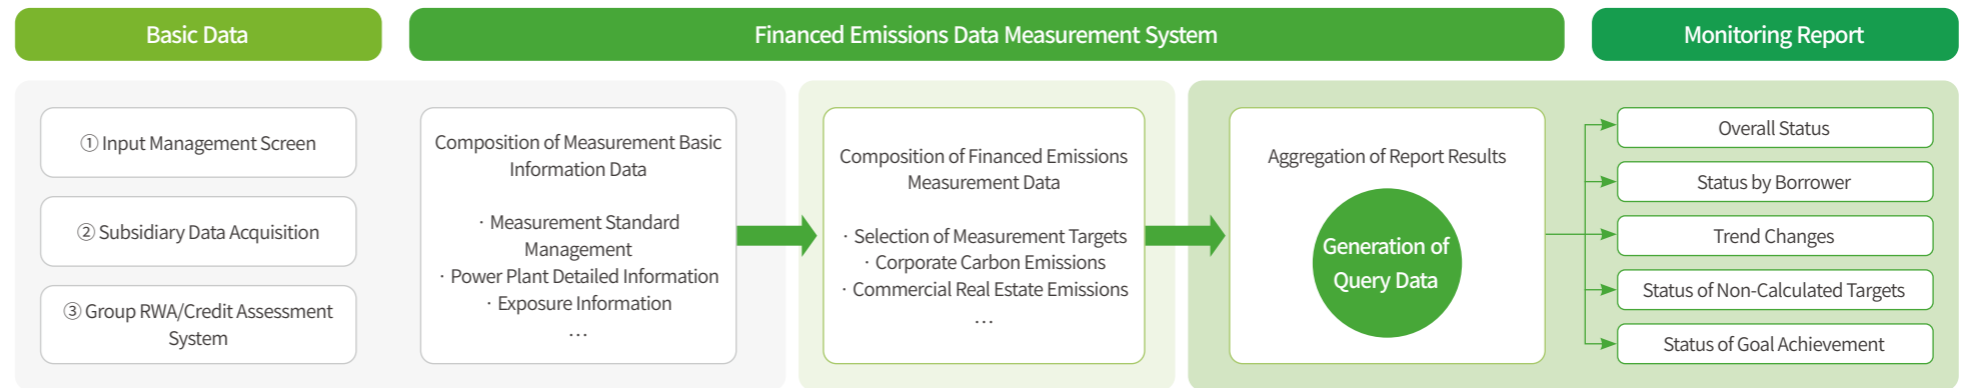 Basic Data
Financed Emissions Data Measurement System
Monitoring Report
① Input Management Screen
② Subsidiary Data Acquisition
③ Group RWA/Credit Assessment
System
Composition of Measurement Basic
Information Data
· Measurement Standard
Management
· Power Plant Detailed Information
· Exposure Information
…
Composition of Financed Emissions
Measurement Data
· Selection of Measurement Targets
· Corporate Carbon Emissions
· Commercial Real Estate Emissions
…
Aggregation of Report Results
Generation of
Query Data
Overall Status
Status by Borrower
Trend Changes
Status of Non-Calculated Targets
Status of Goal Achievement